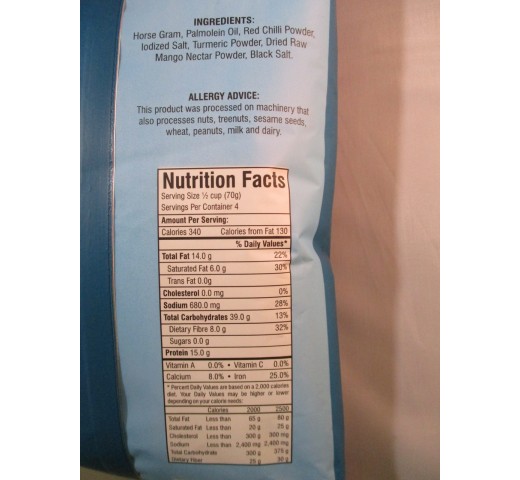 INGREDIENTS:
Horse Gram, Palmolein Oil, Red Chilli Powder,
Iodized Salt, Turmeric Powder, Dried Raw
Mango Nectar Powder, Black Salt.
ALLERGY ADVICE:
This product was processed on machinery that
also processes nuts, treenuts, sesame seeds,
wheat, peanuts, milk and dairy.
Nutrition Facts
Serving Size ½ cup (70g)
Servings Per Container 4
Amount Per Serving:
Calories 340 Calories from Fat 130
% Daily Values*
Total Fat 14.0 g 22%
Saturated Fat 6.0 g 30%
Trans Fat 0.0g
Cholesterol 0.0 mg 0%
Sodium 680.0 mg 28%
Total Carbohydrates 39.0 g 13%
Dietary Fibre 8.0 g 32%
Sugars 0.0 g
Protein 15.0 g
Vitamin A 0.0% • Vitamin C 0.0%
Calcium 8.0% • Iron 25.0%
* Percent Daily Values are based on a 2,000 calories
diet. Your Daily Values may be higher or lower
depending on your calorie needs:
Calories 2000 2500
Total Fat Less than 65 g 80 g
Saturated Fat Less than 20 g 25 g
Cholesterol Less than 300 g 300 mg
Sodium Less than 2,400 mg 2,400 mg
Total Carbohydrate 300 g 375 g
Dietary Fiber 25 g 30 g